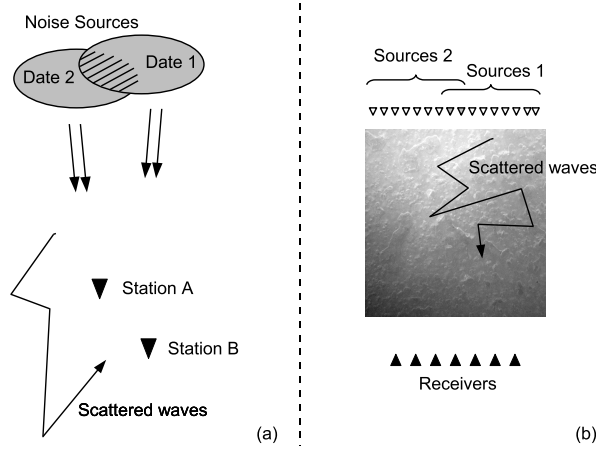 Noise Sources
Date 1
Date 2
Station A
Station B
Scattered waves
(a)
Sources 2
Sources 1
Scattered waves
Receivers
(b)